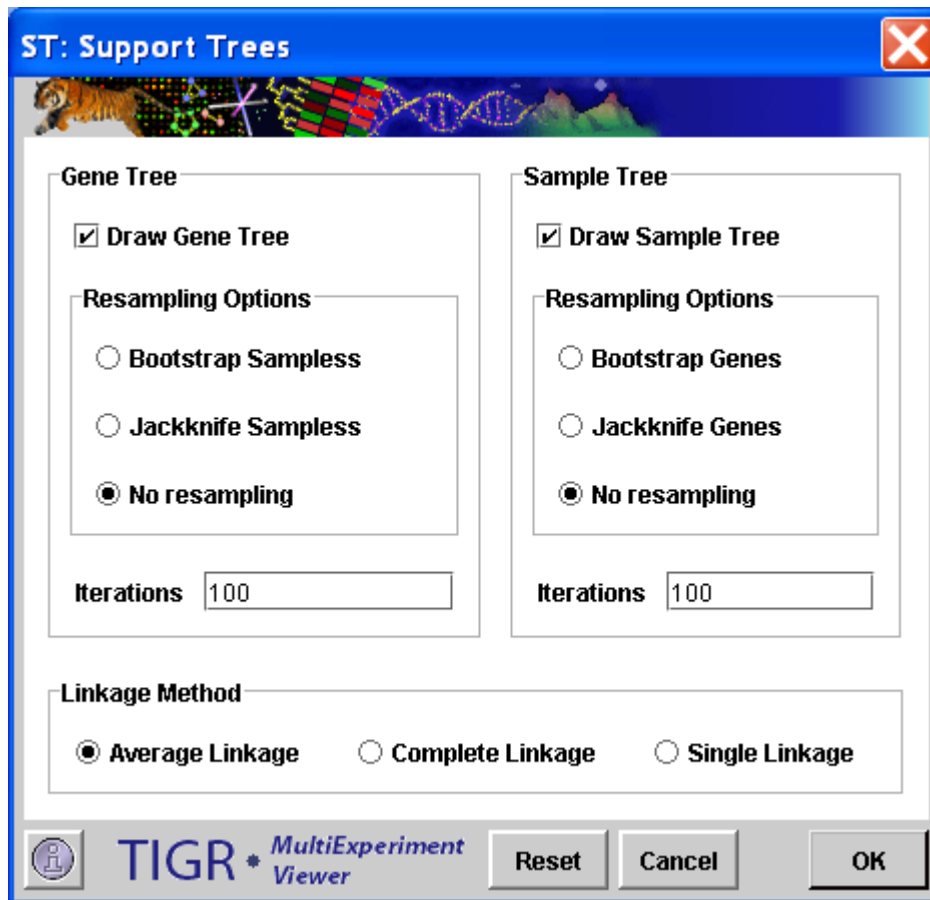 ST: Support Trees
Gene Tree
Draw Gene Tree
Resampling Options
Bootstrap Sampless
Jackknife Sampless
No resampling
Iterations 100
Sample Tree
Draw Sample Tree
Resampling Options
Bootstrap Genes
Jackknife Genes
No resampling
Iterations 100
Linkage Method
Average Linkage Complete Linkage Single Linkage
TIGR MultiExperiment
Viewer
Reset Cancel OK